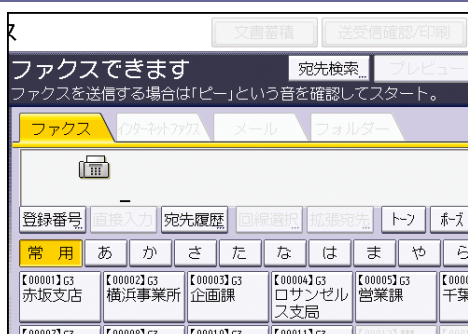 文書蓄積 送受信確認/印刷
ファクスできます 宛先検索 プレビュー
ファクスを送信する場合は「ピー」という音を確認してスタート。
ファクス インターネットファクス メール フォルダー
登録番号 直接入力 宛先履歴 回線選択 拡張宛先 トーン ポーズ
常用 あ か さ た な は ま や ら
【00001】G3 【00002】G3 【00003】G3 【00004】G3 【00005】G3
赤坂支店 横浜事業所 企画課 ロサンゼル 営業課 千葉
ス支局